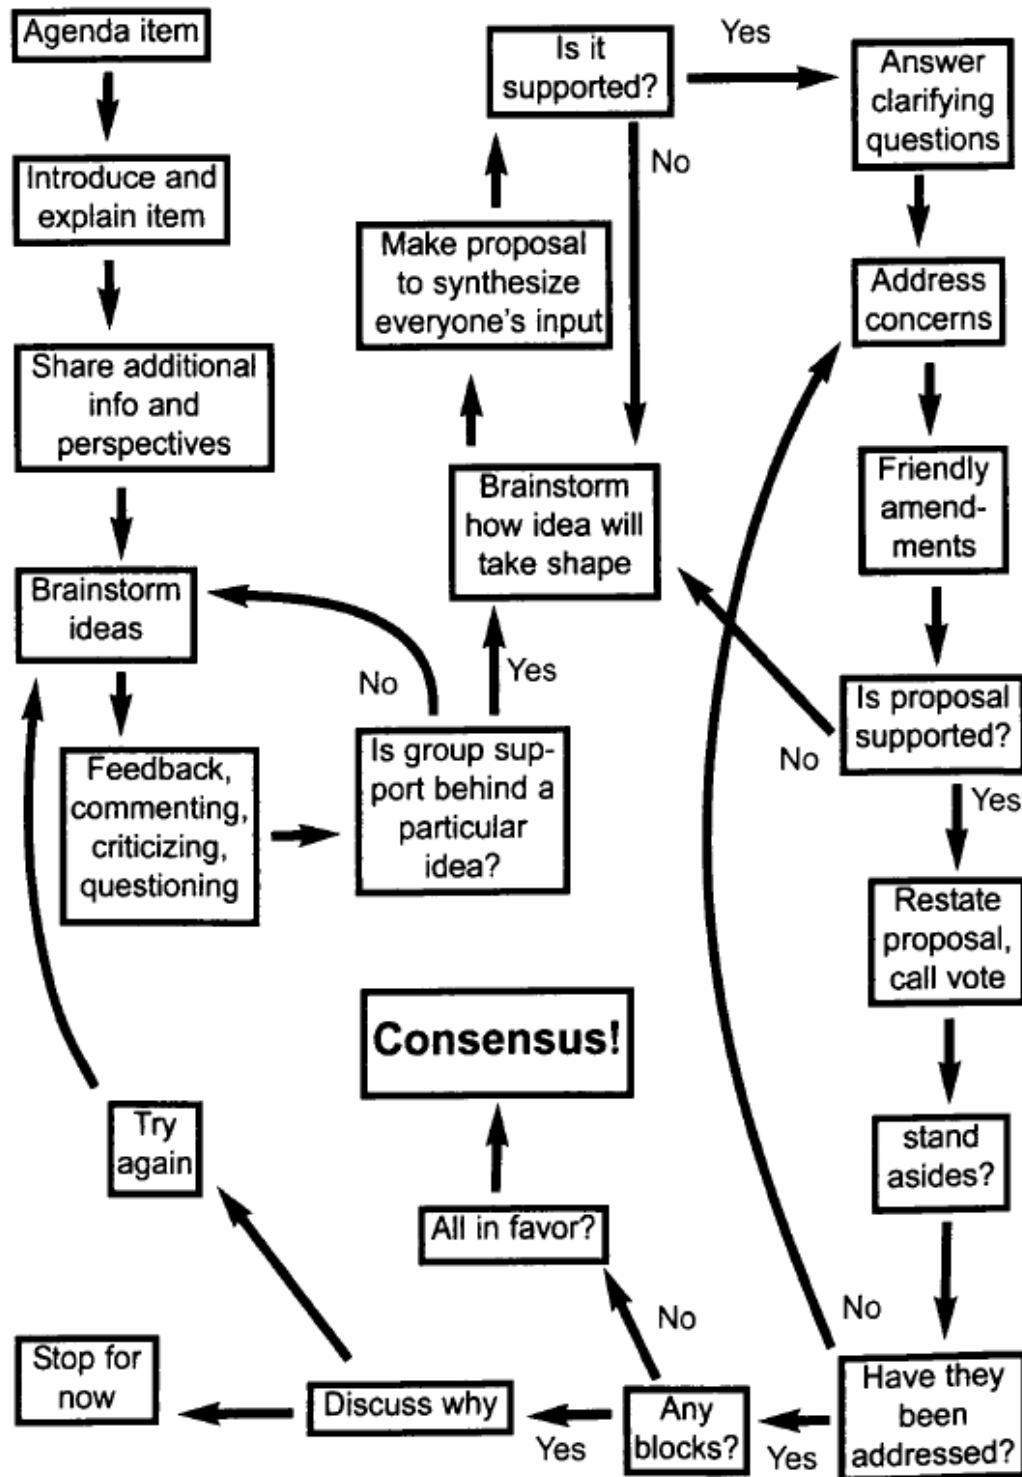 Agenda item
Introduce and
explain item
Share additional
info and
perspectives
Brainstorm
ideas
Feedback,
commenting,
criticizing,
questioning
No
Is group sup-
port behind a
particular
idea?
Yes
Brainstorm
how idea will
take shape
Make proposal
to synthesize
everyone's input
Is it
supported?
No
Yes
Answer
clarifying
questions
Address
concerns
Friendly
amend-
ments
Is proposal
supported?
No
Yes
Restate
proposal,
call vote
stand
asides?
Have they
been
addressed?
No
Yes
Any
blocks?
No
Yes
All in favor?
Consensus!
Discuss why
Try
again
Stop for
now